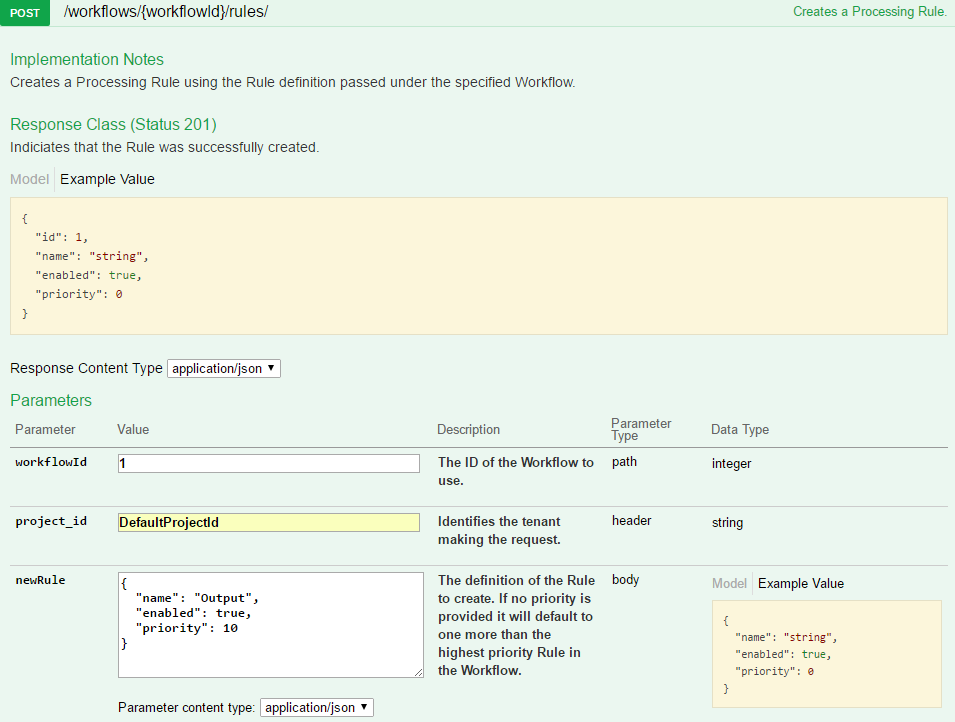 POST /workflows/{workflowId}/rules/ Creates a Processing Rule.
Implementation Notes
Creates a Processing Rule using the Rule definition passed under the specified Workflow.
Response Class (Status 201)
Indiciates that the Rule was successfully created.
Model Example Value
{
"id": 1,
"name": "string",
"enabled": true,
"priority": 0
}
Response Content Type application/json ▼
Parameters
Parameter Value Description Parameter Type Data Type
workflowId 1 The ID of the Workflow to use. path integer
project_id DefaultProjectId Identifies the tenant making the request. header string
newRule
{
"name": "Output",
"enabled": true,
"priority": 10
}
The definition of the Rule
to create. If no priority is
provided it will default to
one more than the
highest priority Rule in
the Workflow.
body
Model Example Value
{
"name": "string",
"enabled": true,
"priority": 0
}
Parameter content type: application/json ▼